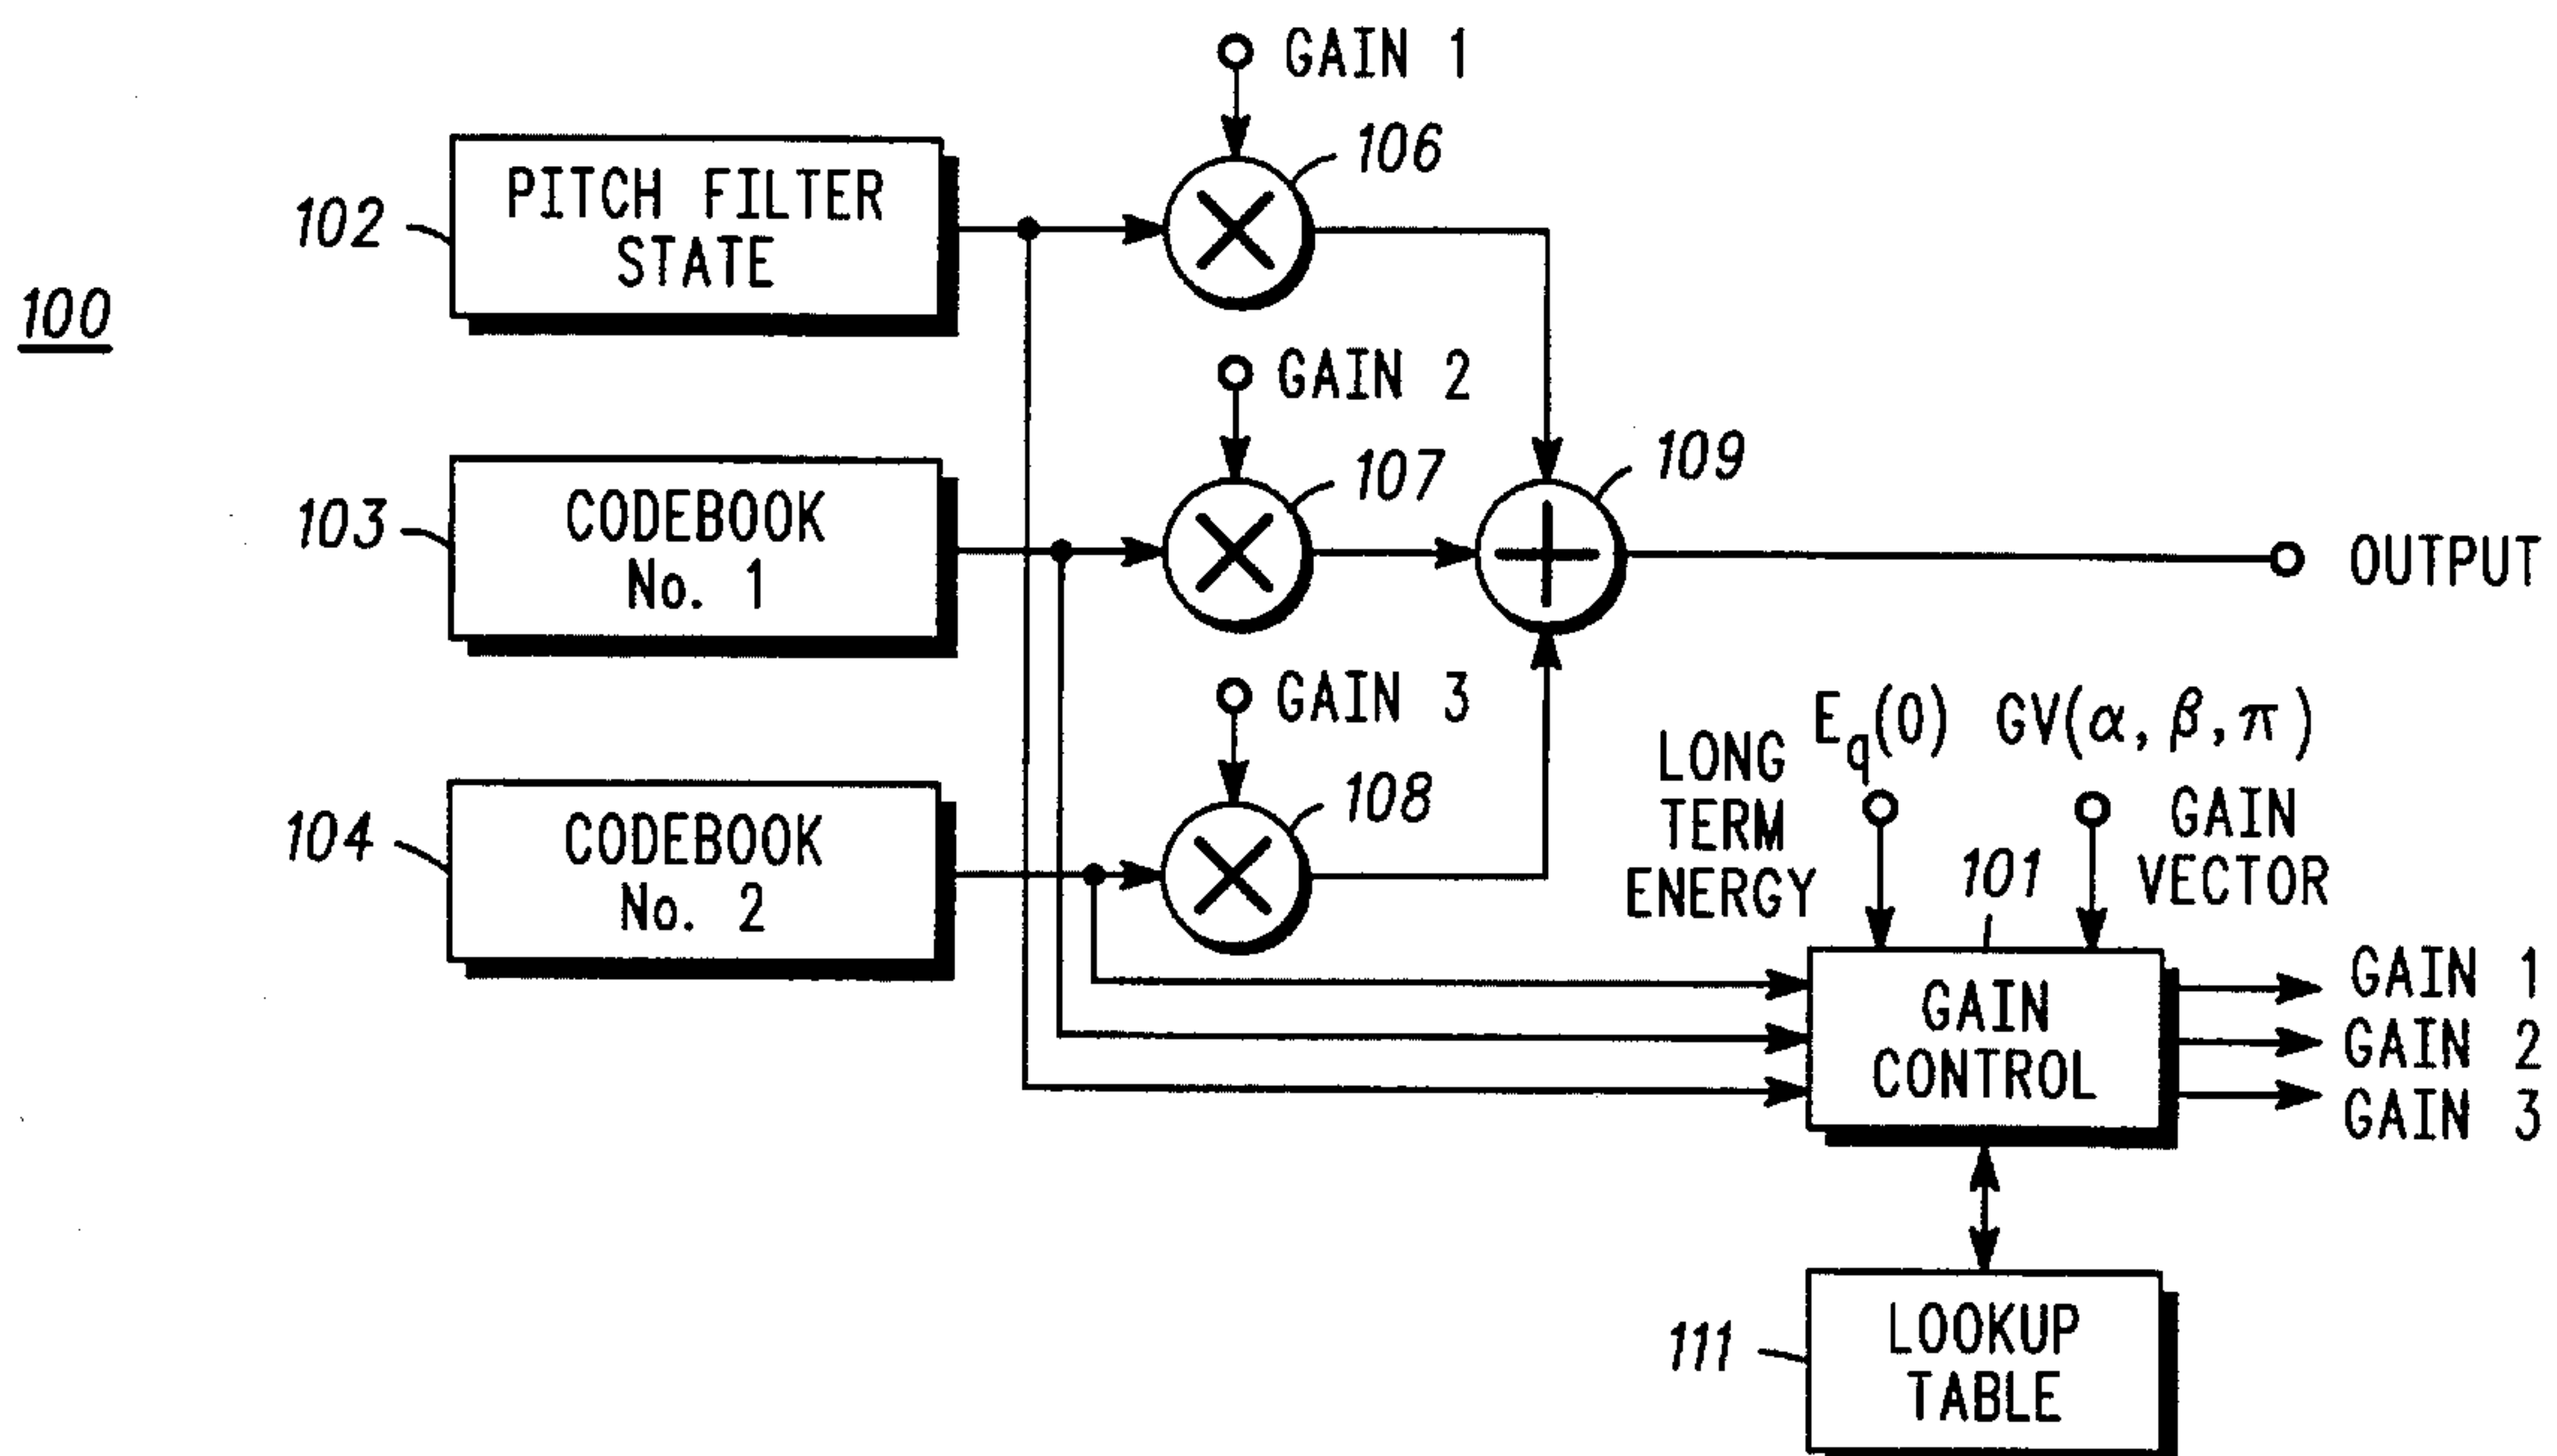 GAIN 1
106
PITCH FILTER
STATE
102
100
GAIN 2
107
109
CODEBOOK
No. 1
103
OUTPUT
GAIN 3
108
CODEBOOK
No. 2
104
LONG
TERM
ENERGY
E_q(0)
GV(α, β, π)
GAIN
VECTOR
101
GAIN
CONTROL
GAIN 1
GAIN 2
GAIN 3
LOOKUP
TABLE
111